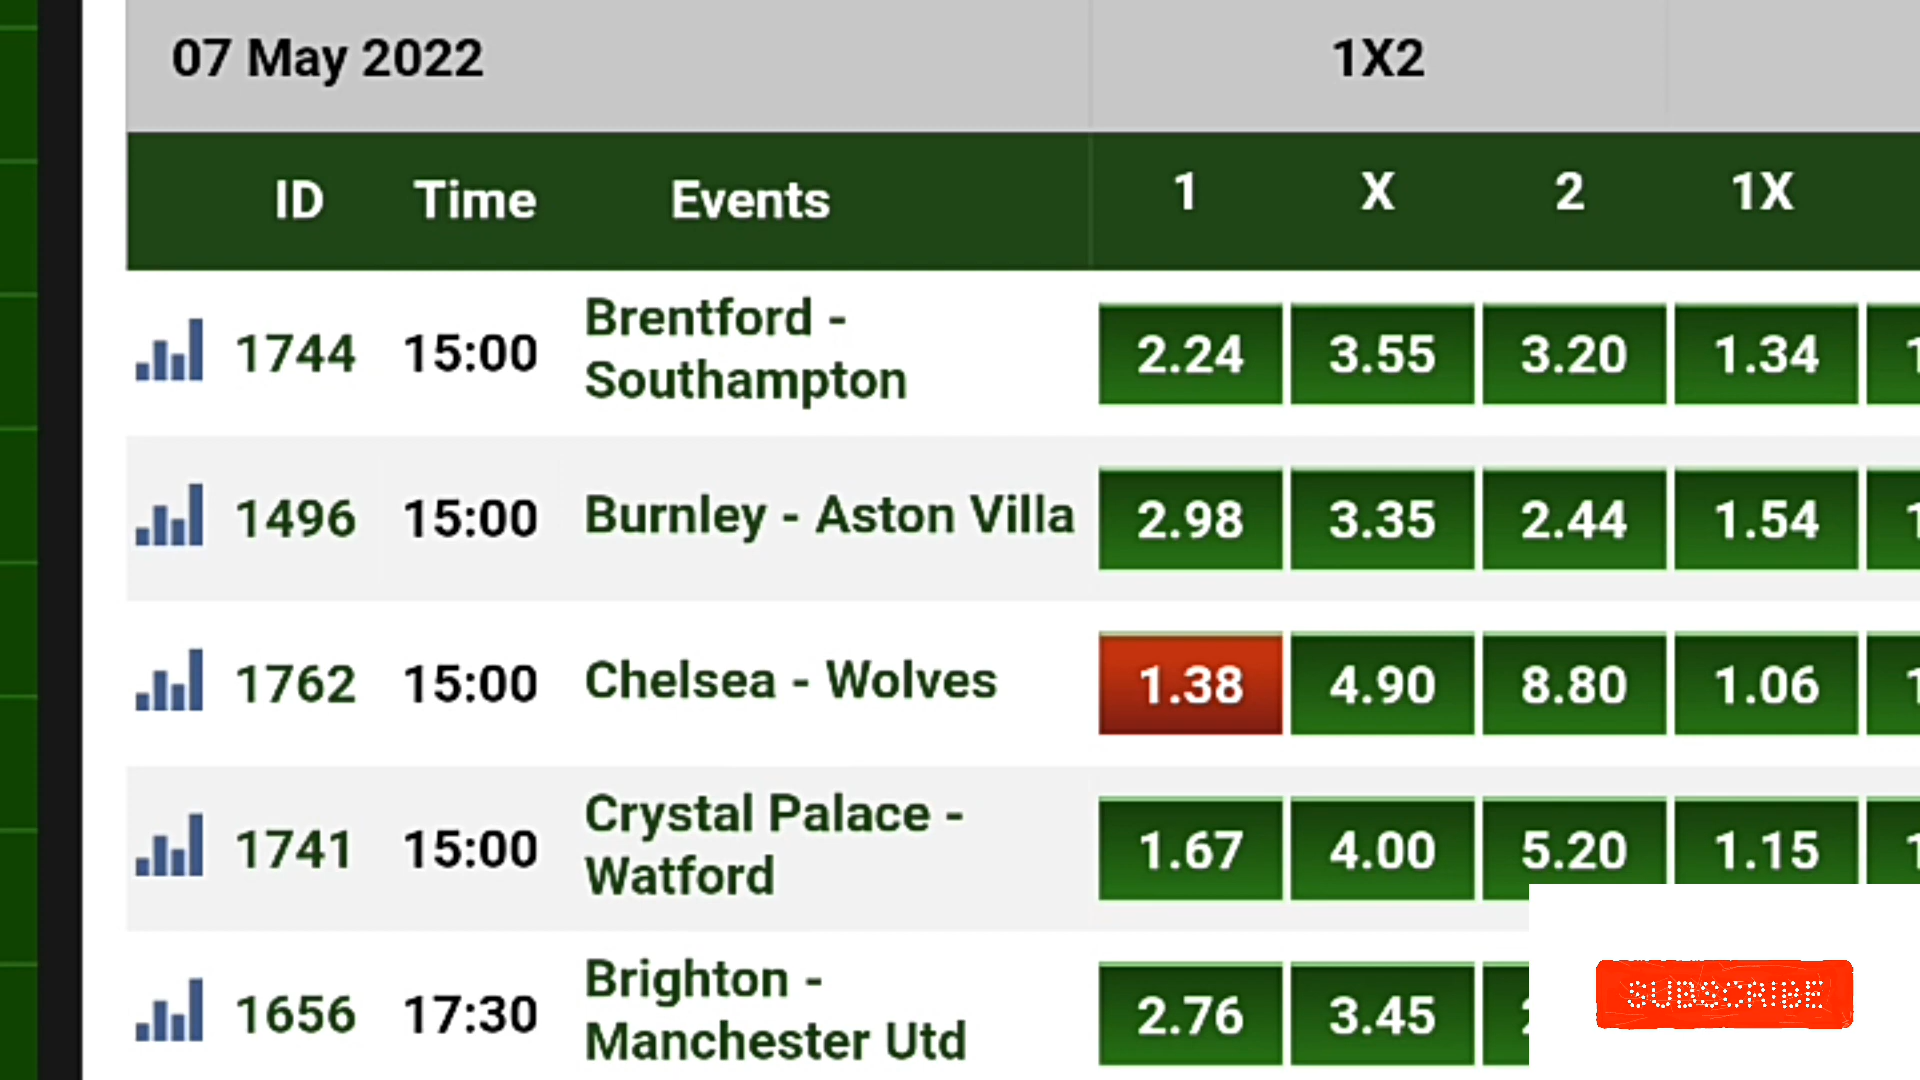 07 May 2022 1X2
ID Time Events 1 X 2 1X
Brentford -
1744 15:00 2.24 3.55 3.20 1.34
Southampton
1496 15:00 Burnley - Aston Villa 2.98 3.35 2.44 1.54
1762 15:00 Chelsea - Wolves 1.38 4.90 8.80 1.06
Crystal Palace -
1741 15:00 1.67 4.00 5.20 1.15
Watford
Brighton -
1656 17:30 2.76 3.45
Manchester Utd
SUBSCRIBE